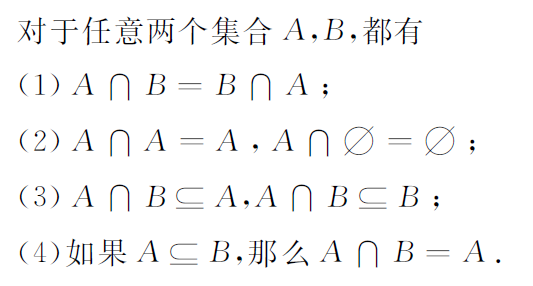 对于任意两个集合 A,B,都有
(1) A ∩ B = B ∩ A ;
(2) A ∩ A = A , A ∩ ∅ = ∅ ;
(3) A ∩ B ⊆ A,A ∩ B ⊆ B ;
(4)如果 A ⊆ B,那么 A ∩ B = A .